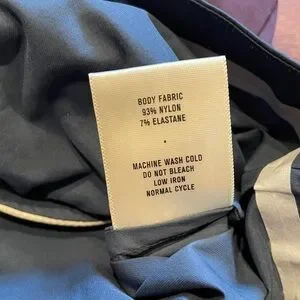 BODY FABRIC
93% NYLON
7% ELASTANE
.
MACHINE WASH COLD
DO NOT BLEACH
LOW IRON
NORMAL CYCLE